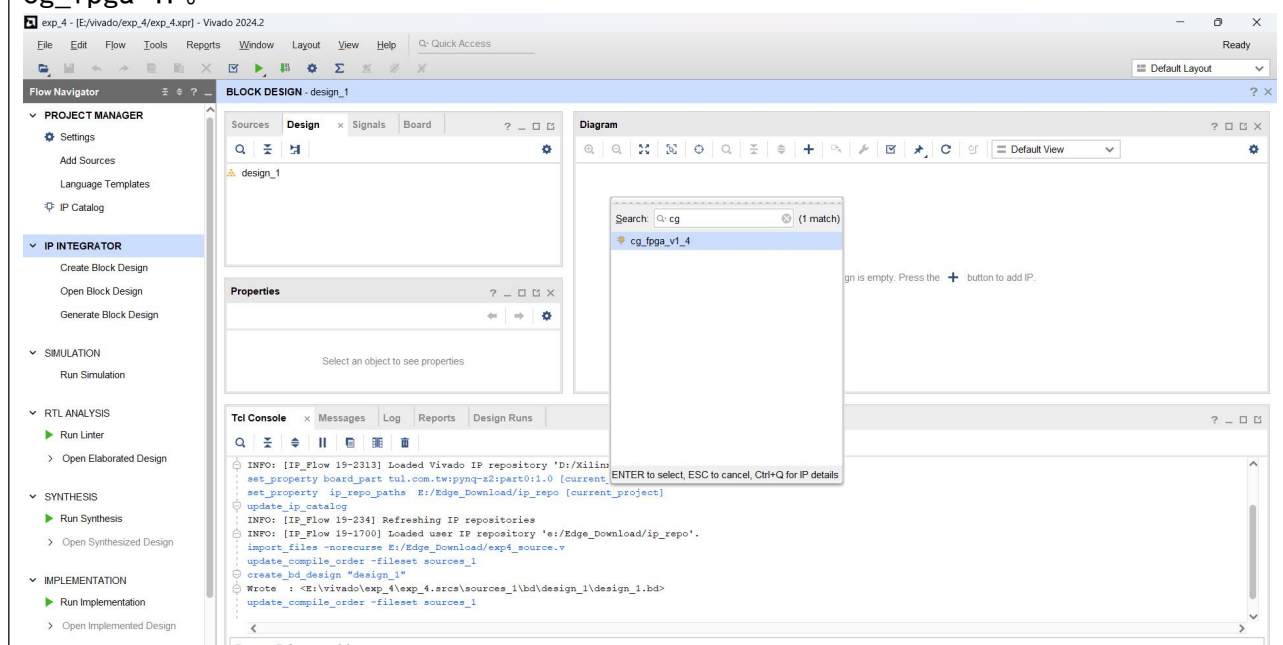 cg_fpga IP。
exp_4 - [E:/vivado/exp_4/exp_4.xpr] - Vivado 2024.2
File Edit Flow Tools Reports Window Layout View Help Quick Access Ready
Default Layout
Flow Navigator
BLOCK DESIGN - design_1
PROJECT MANAGER
Settings
Add Sources
Language Templates
IP Catalog
IP INTEGRATOR
Create Block Design
Open Block Design
Generate Block Design
SIMULATION
Run Simulation
RTL ANALYSIS
Run Linter
Open Elaborated Design
SYNTHESIS
Run Synthesis
Open Synthesized Design
IMPLEMENTATION
Run Implementation
Open Implemented Design
Sources Design Signals Board
design_1
Properties
Select an object to see properties
Diagram
Default View
Search: cg (1 match)
cg_fpga_v1_4
gn is empty. Press the + button to add IP.
ENTER to select, ESC to cancel, Ctrl+Q for IP details
Tcl Console Messages Log Reports Design Runs
INFO: [IP_Flow 19-2313] Loaded Vivado IP repository 'D:/Xilin
set_property board_part tul.com.tw:pynq-z2:part0:1.0 [current_
set_property ip_repo_paths E:/Edge_Download/ip_repo [current_project]
update_ip_catalog
INFO: [IP_Flow 19-234] Refreshing IP repositories
INFO: [IP_Flow 19-1700] Loaded user IP repository 'e:/Edge_Download/ip_repo'.
import_files -norecurse E:/Edge_Download/exp4_source.v
update_compile_order -fileset sources_1
create_bd_design "design_1"
Wrote : <E:\vivado\exp_4\exp_4.srcs\sources_1\bd\design_1\design_1.bd>
update_compile_order -fileset sources_1